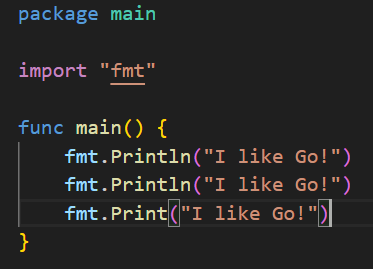 package main
import "fmt"
func main() {
    fmt.Println("I like Go!")
    fmt.Println("I like Go!")
    fmt.Print("I like Go!")
}